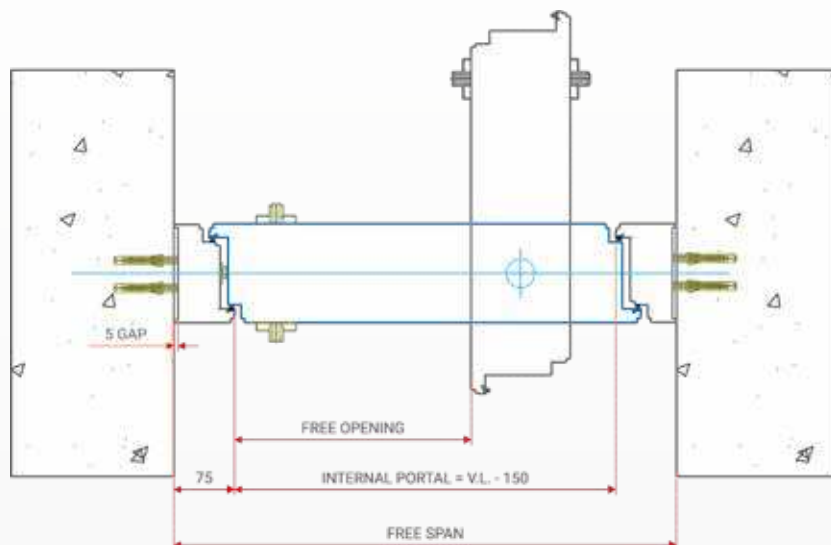 5 GAP
FREE OPENING
75
INTERNAL PORTAL = V.L. - 150
FREE SPAN